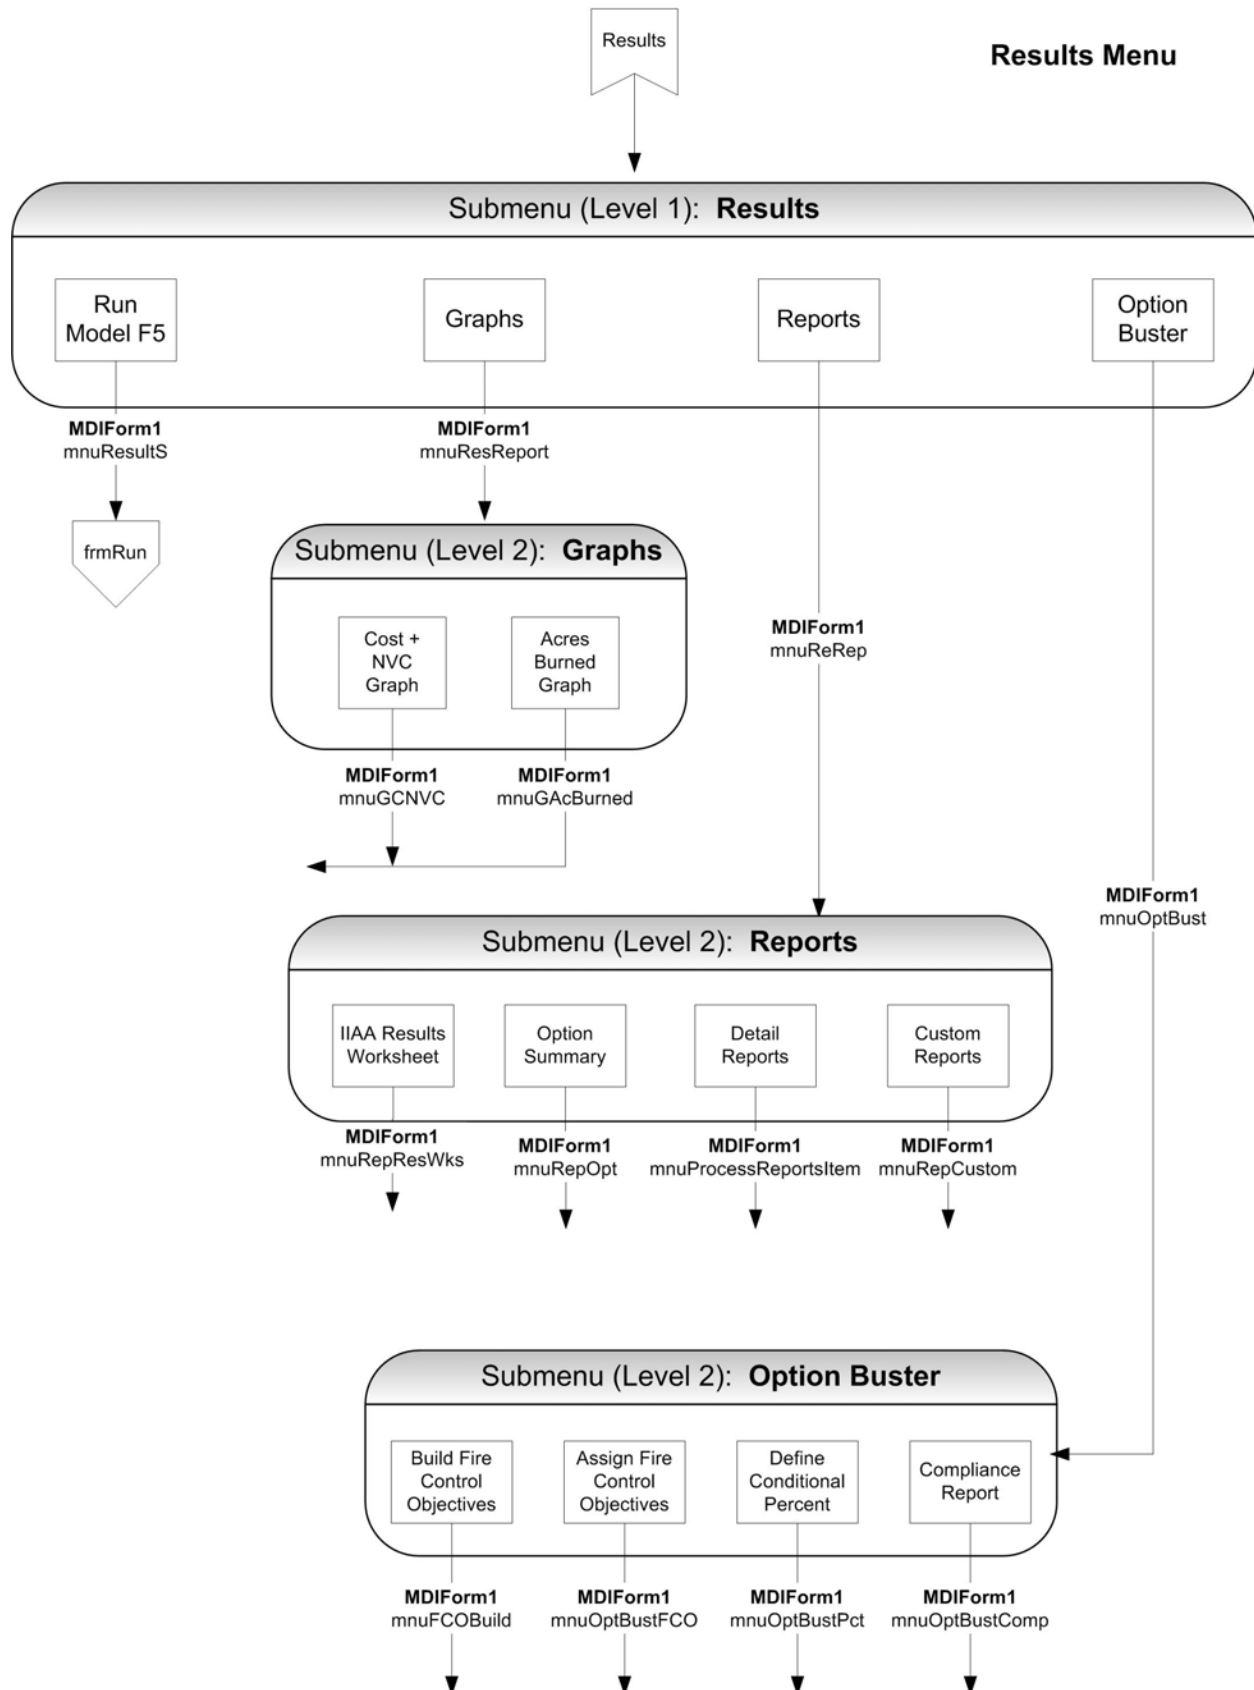 Results
Results Menu
Submenu (Level 1): Results
Run
Model F5
Graphs
Reports
Option
Buster
MDIForm1
mnuResultS
MDIForm1
mnuResReport
frmRun
Submenu (Level 2): Graphs
Cost +
NVC
Graph
Acres
Burned
Graph
MDIForm1
mnuReRep
MDIForm1
mnuGCNVC
MDIForm1
mnuGAcBurned
MDIForm1
mnuOptBust
Submenu (Level 2): Reports
IIAA Results
Worksheet
Option
Summary
Detail
Reports
Custom
Reports
MDIForm1
mnuRepResWks
MDIForm1
mnuRepOpt
MDIForm1
mnuProcessReportsItem
MDIForm1
mnuRepCustom
Submenu (Level 2): Option Buster
Build Fire
Control
Objectives
Assign Fire
Control
Objectives
Define
Conditional
Percent
Compliance
Report
MDIForm1
mnuFCOBuild
MDIForm1
mnuOptBustFCO
MDIForm1
mnuOptBustPct
MDIForm1
mnuOptBustComp